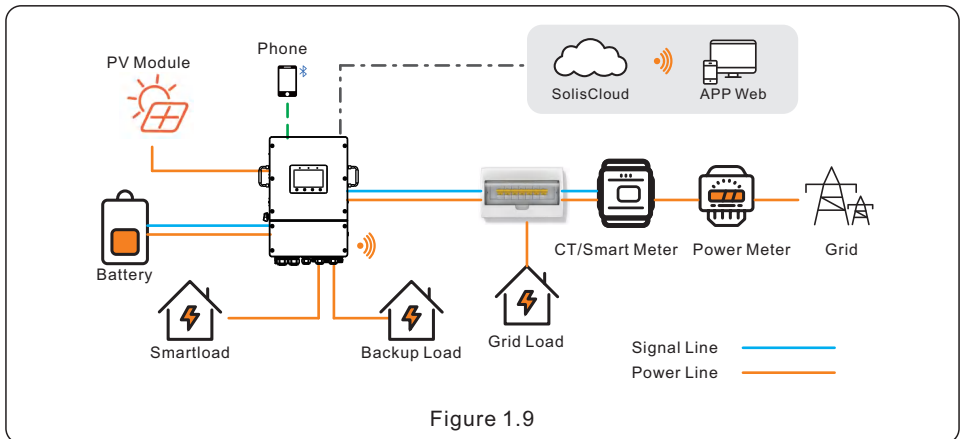 Phone
PV Module
SolisCloud
APP Web
CT/Smart Meter
Power Meter
Grid
Battery
Smartload
Backup Load
Grid Load
Signal Line
Power Line
Figure 1.9